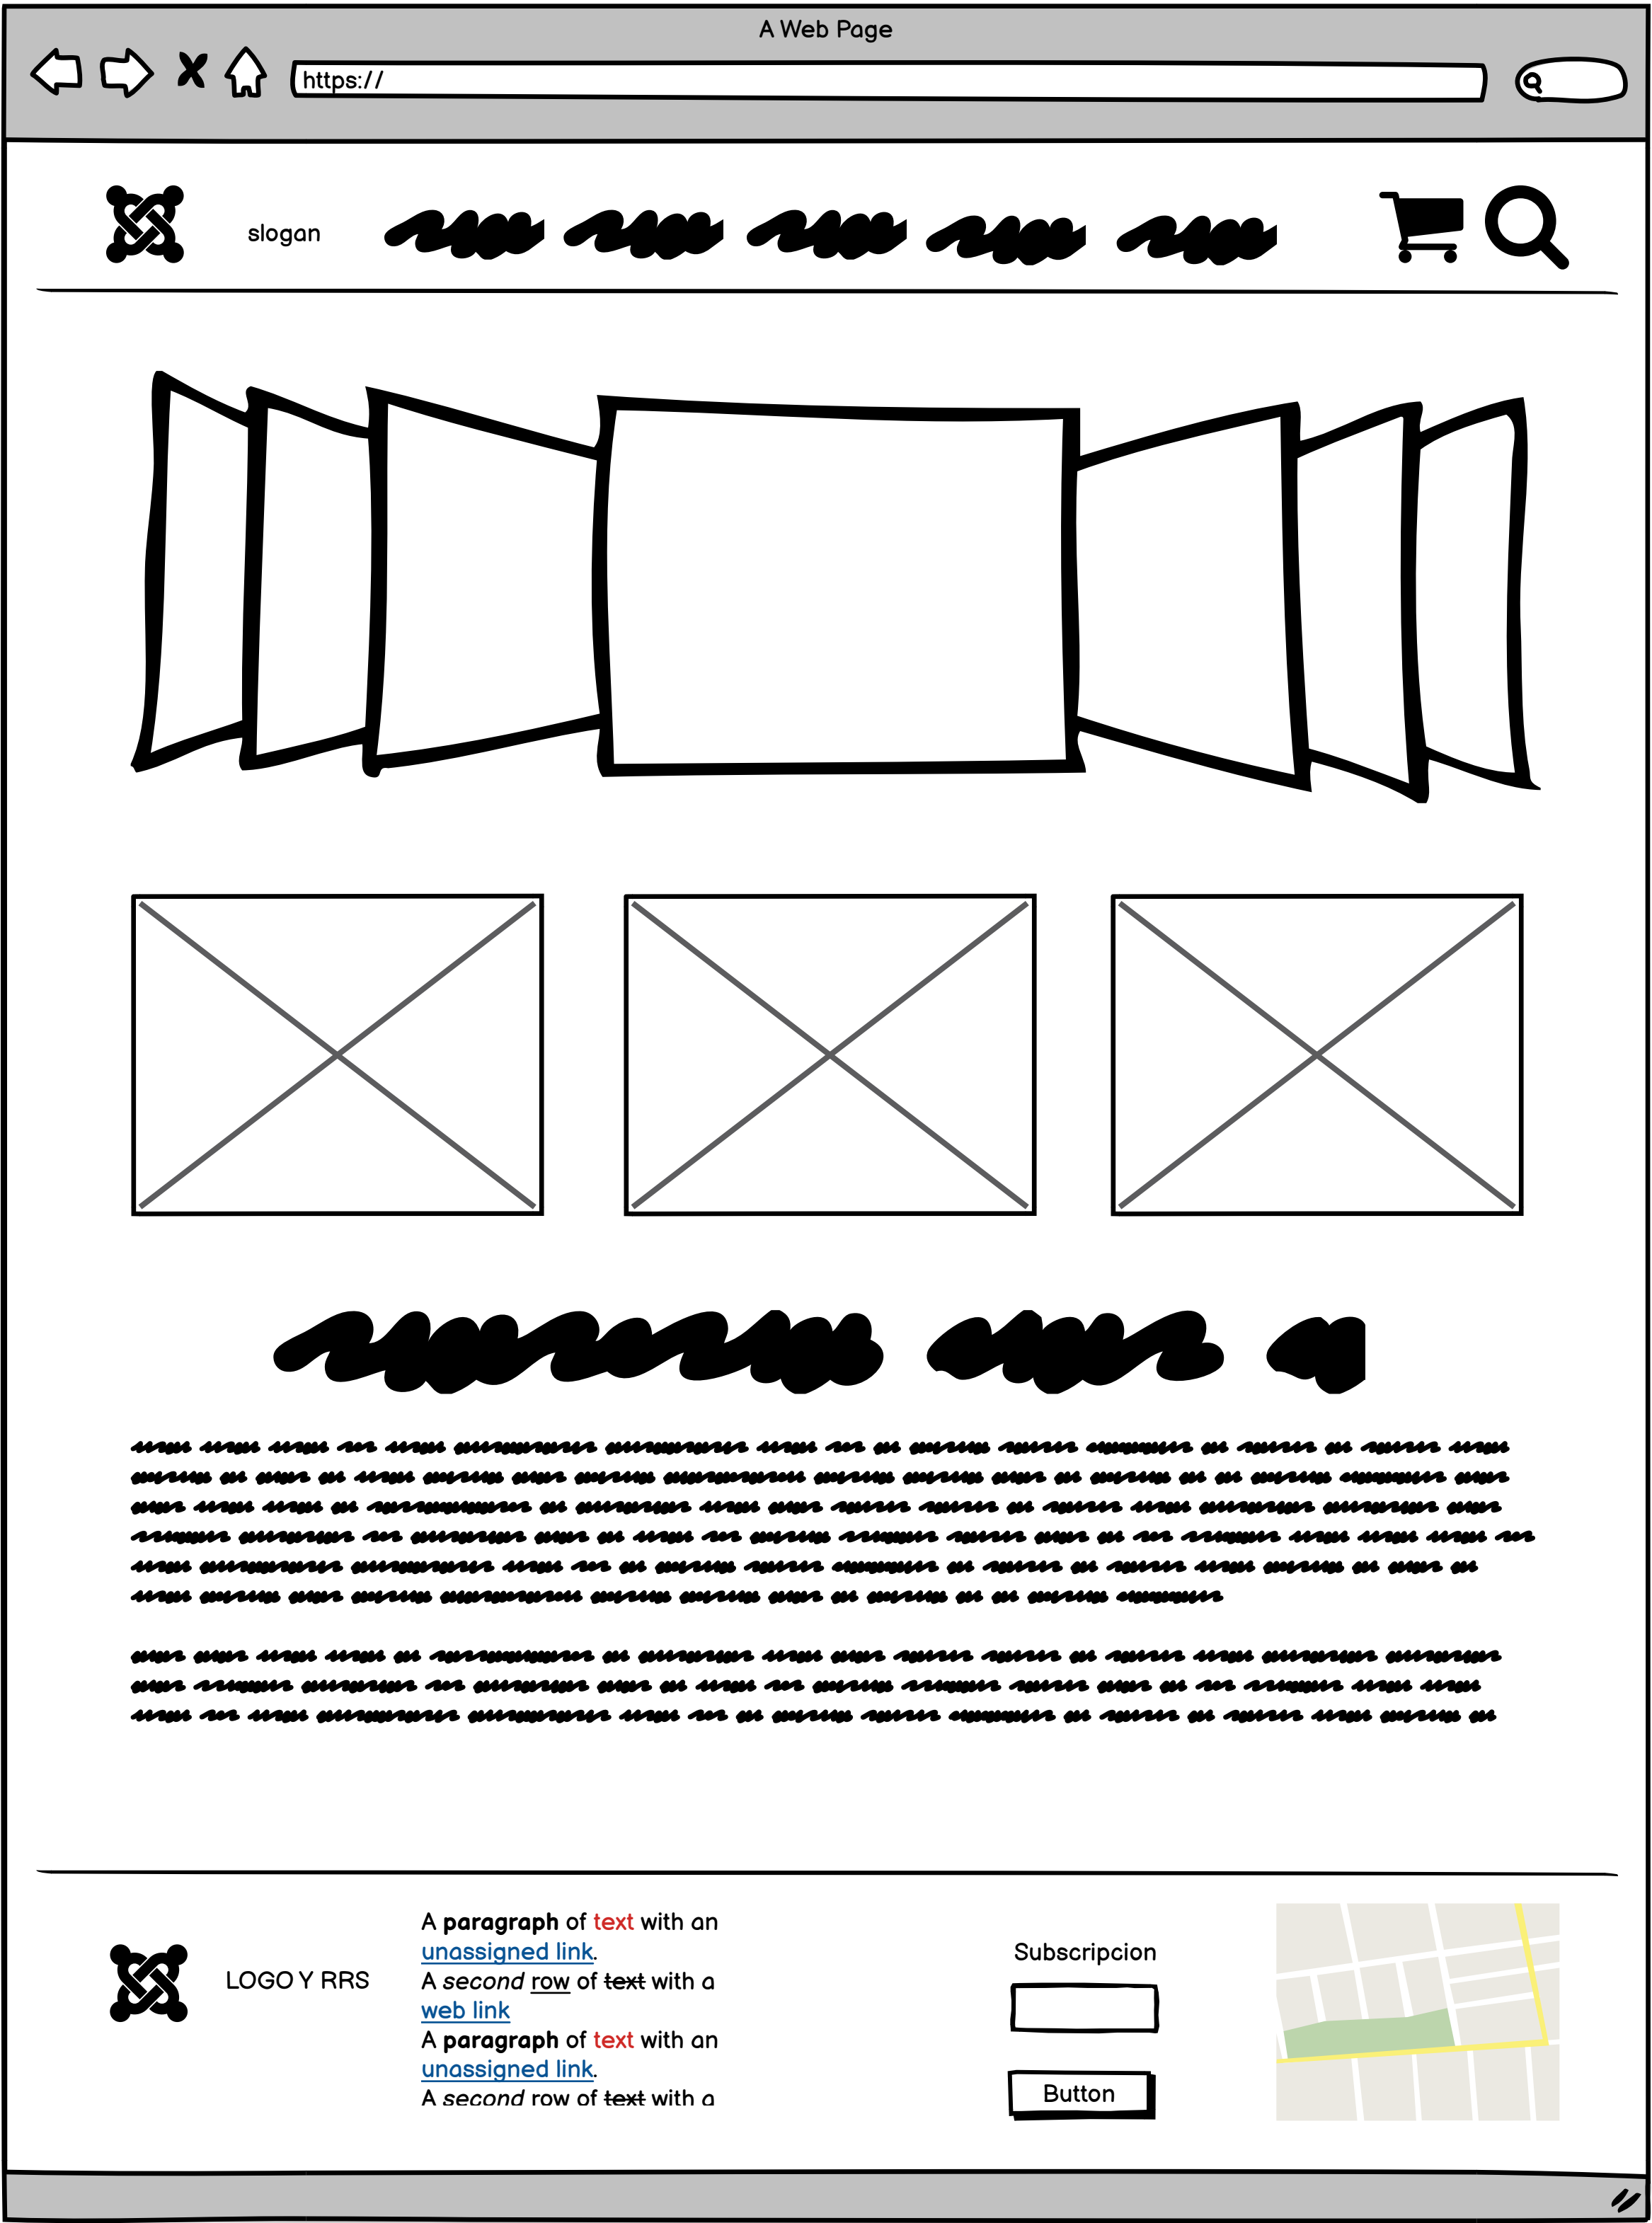 A Web Page
https://
slogan
A paragraph of text with an
unassigned link.
A second row of text with a
web link
A paragraph of text with an
unassigned link.
A second row of text with a
LOGO Y RRS
Subscripcion
Button